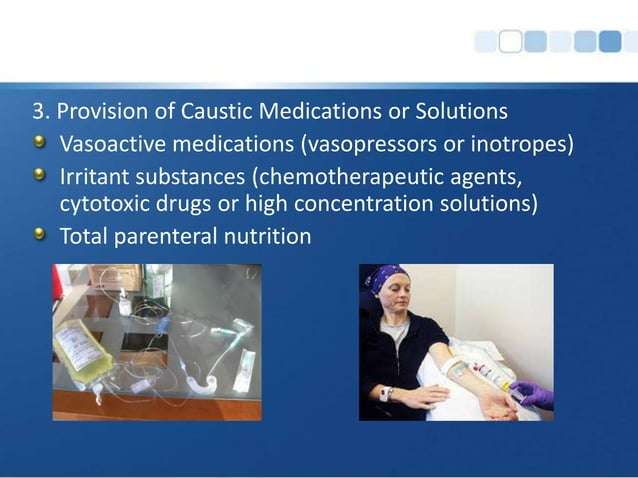 3. Provision of Caustic Medications or Solutions
Vasoactive medications (vasopressors or inotropes)
Irritant substances (chemotherapeutic agents,
cytotoxic drugs or high concentration solutions)
Total parenteral nutrition